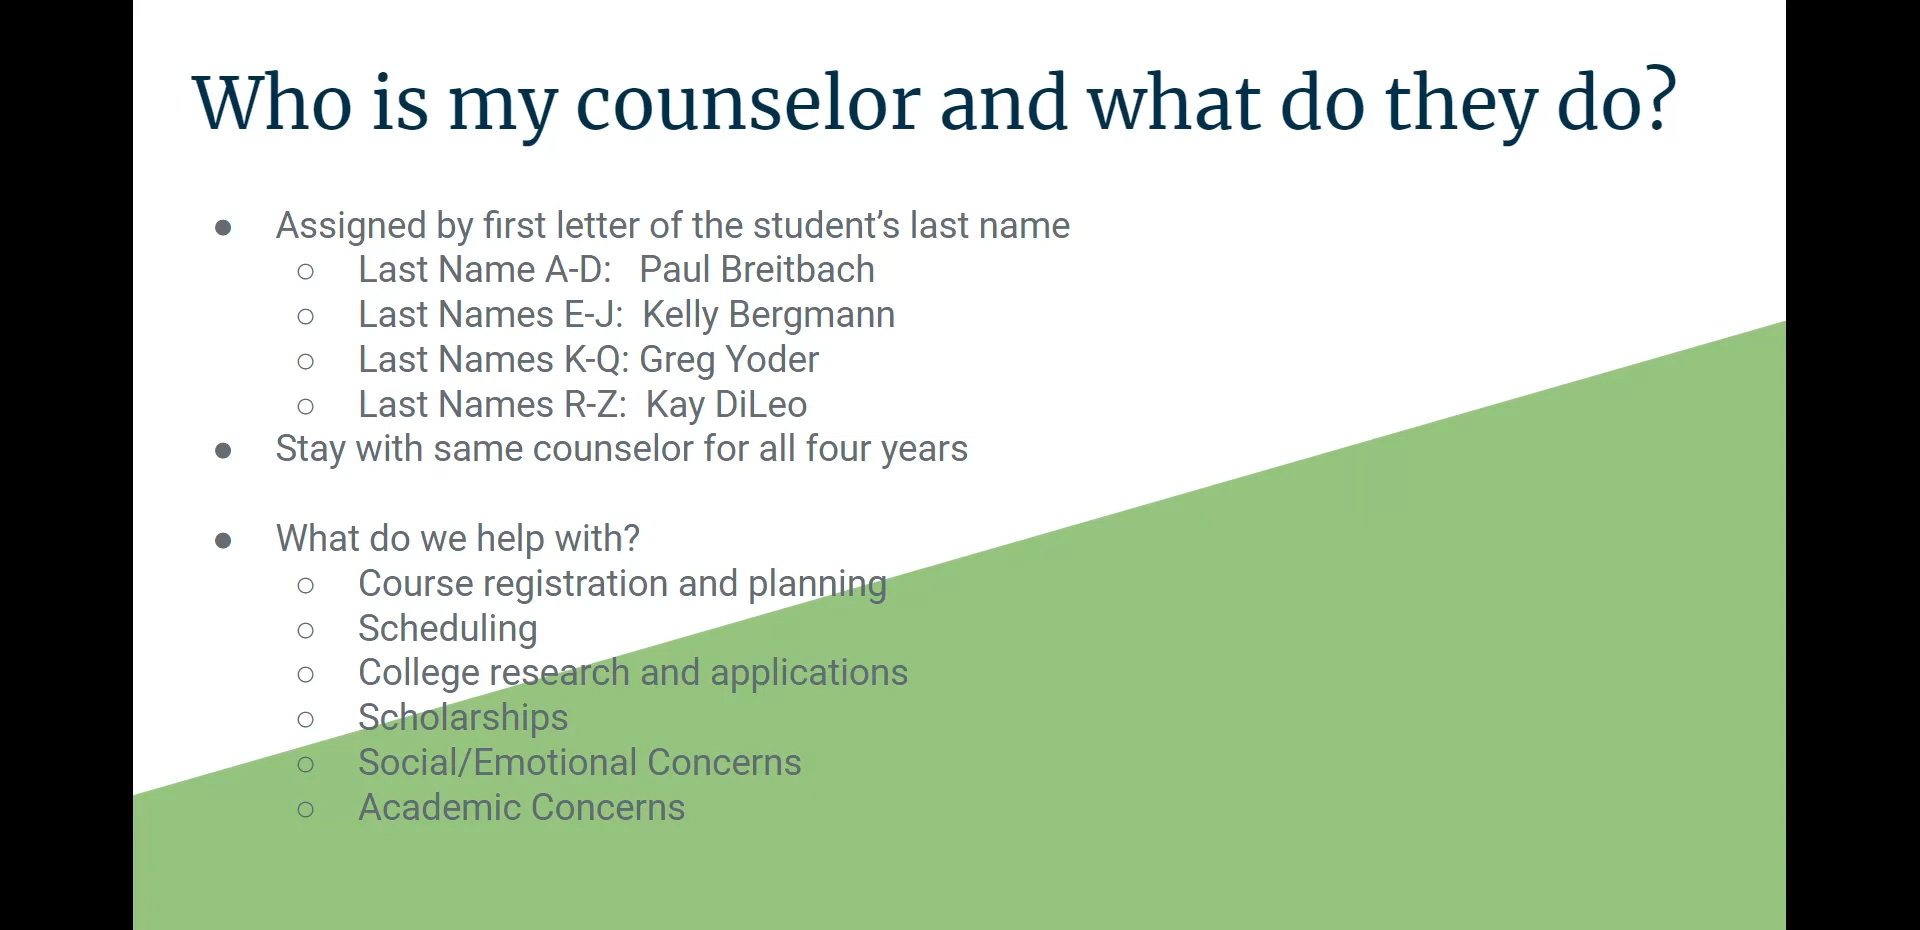 Who is my counselor and what do they do?
● Assigned by first letter of the student’s last name
○ Last Name A-D: Paul Breitbach
○ Last Names E-J: Kelly Bergmann
○ Last Names K-Q: Greg Yoder
○ Last Names R-Z: Kay DiLeo
● Stay with same counselor for all four years
● What do we help with?
○ Course registration and planning
○ Scheduling
○ College research and applications
○ Scholarships
○ Social/Emotional Concerns
○ Academic Concerns